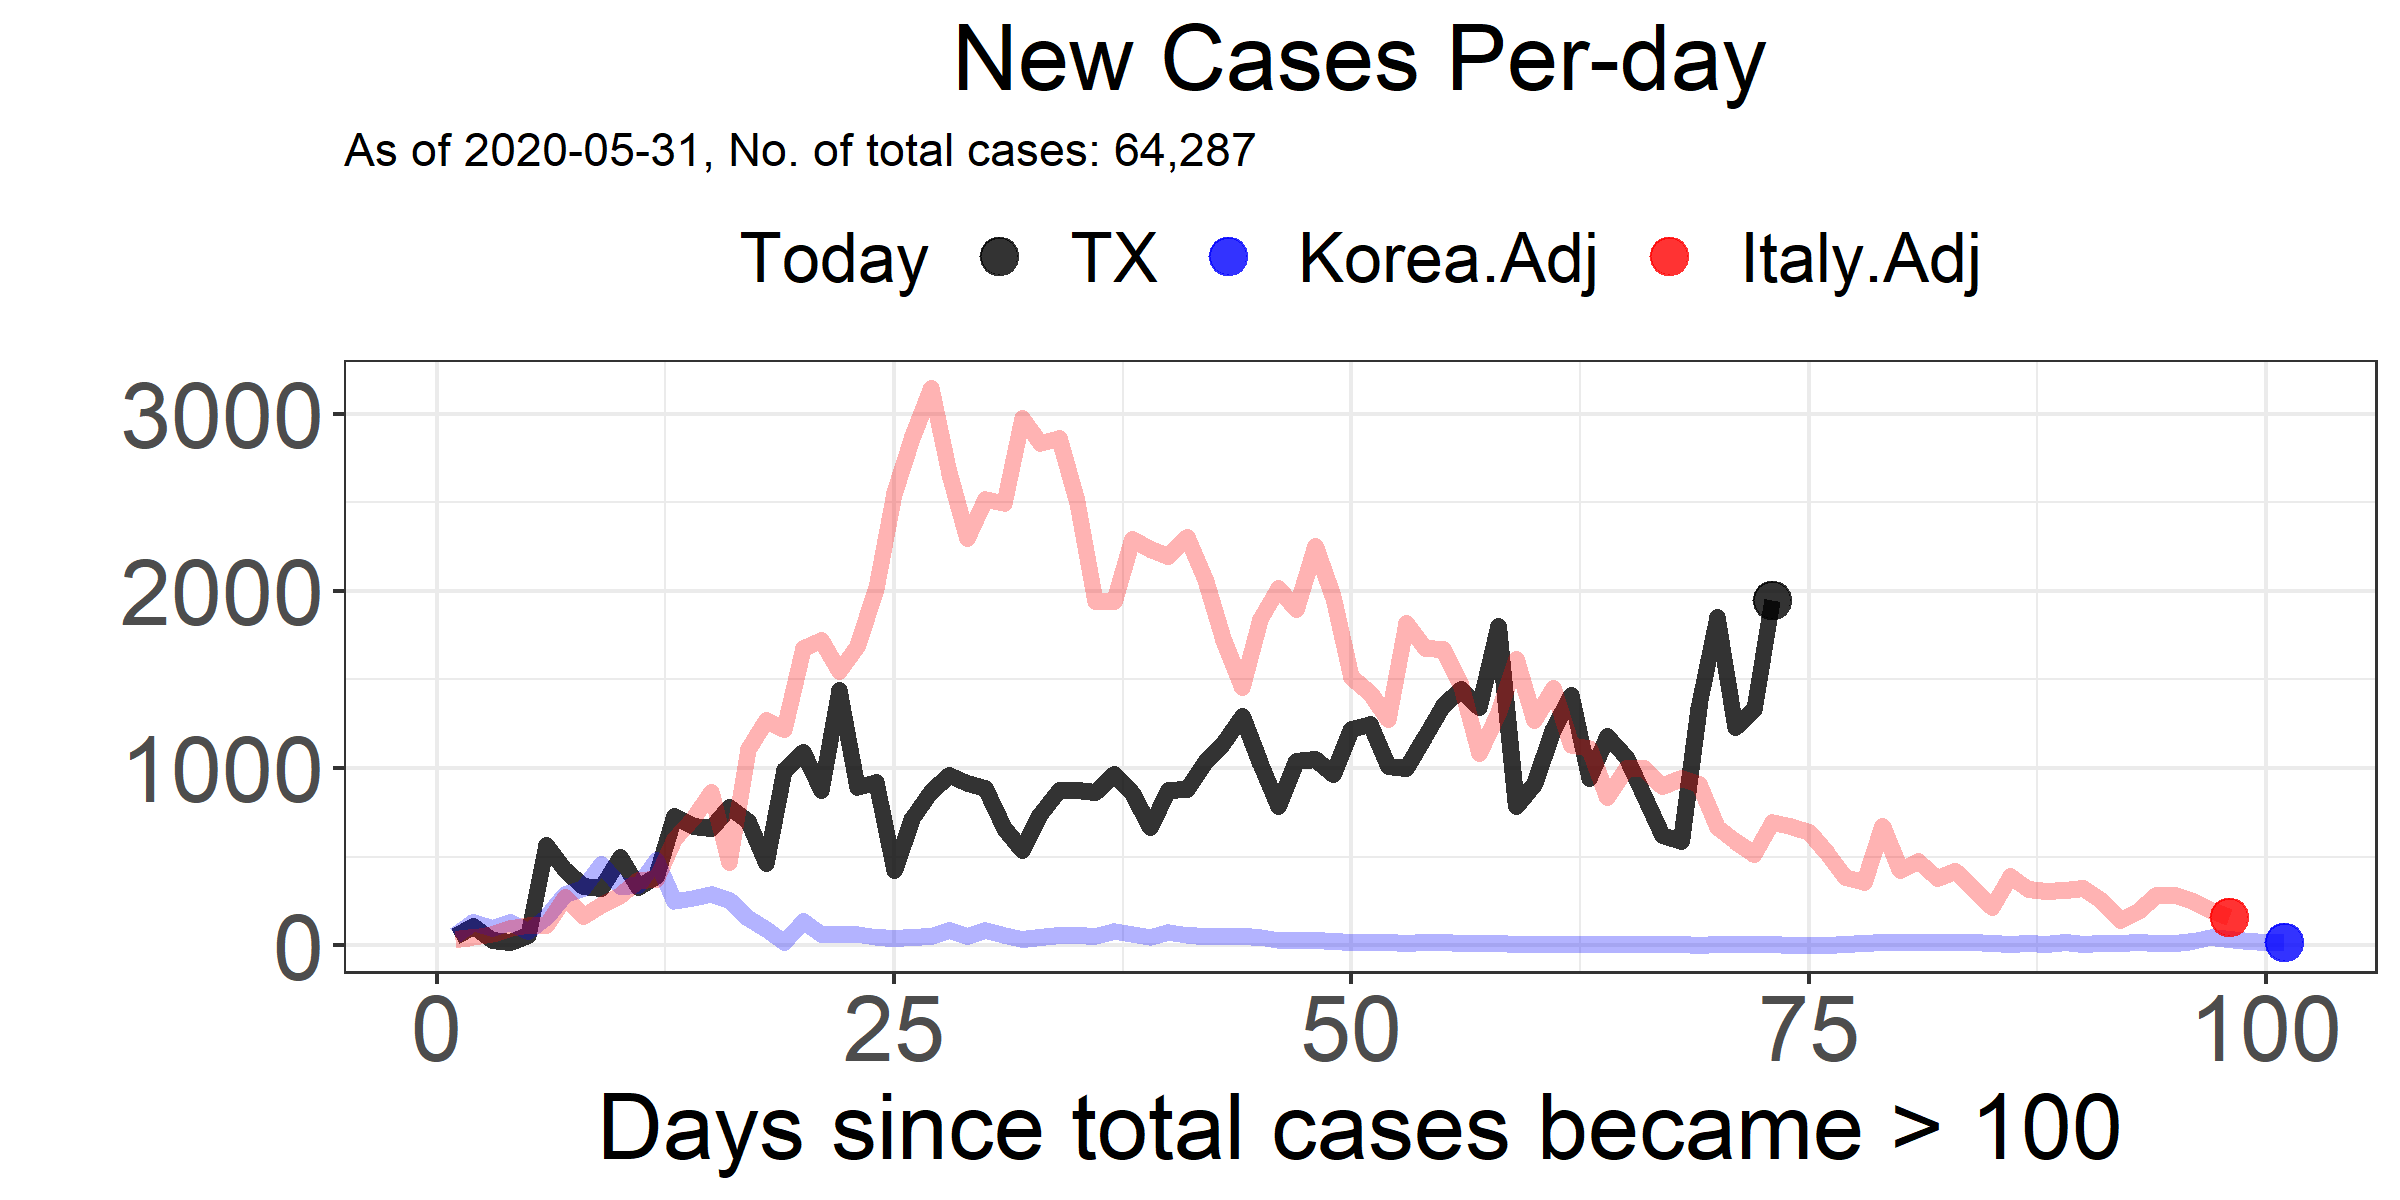 New Cases Per-day
As of 2020-05-31, No. of total cases: 64,287
Today TX Korea.Adj Italy.Adj
3000
2000
1000
0
0 25 50 75 100
Days since total cases became > 100